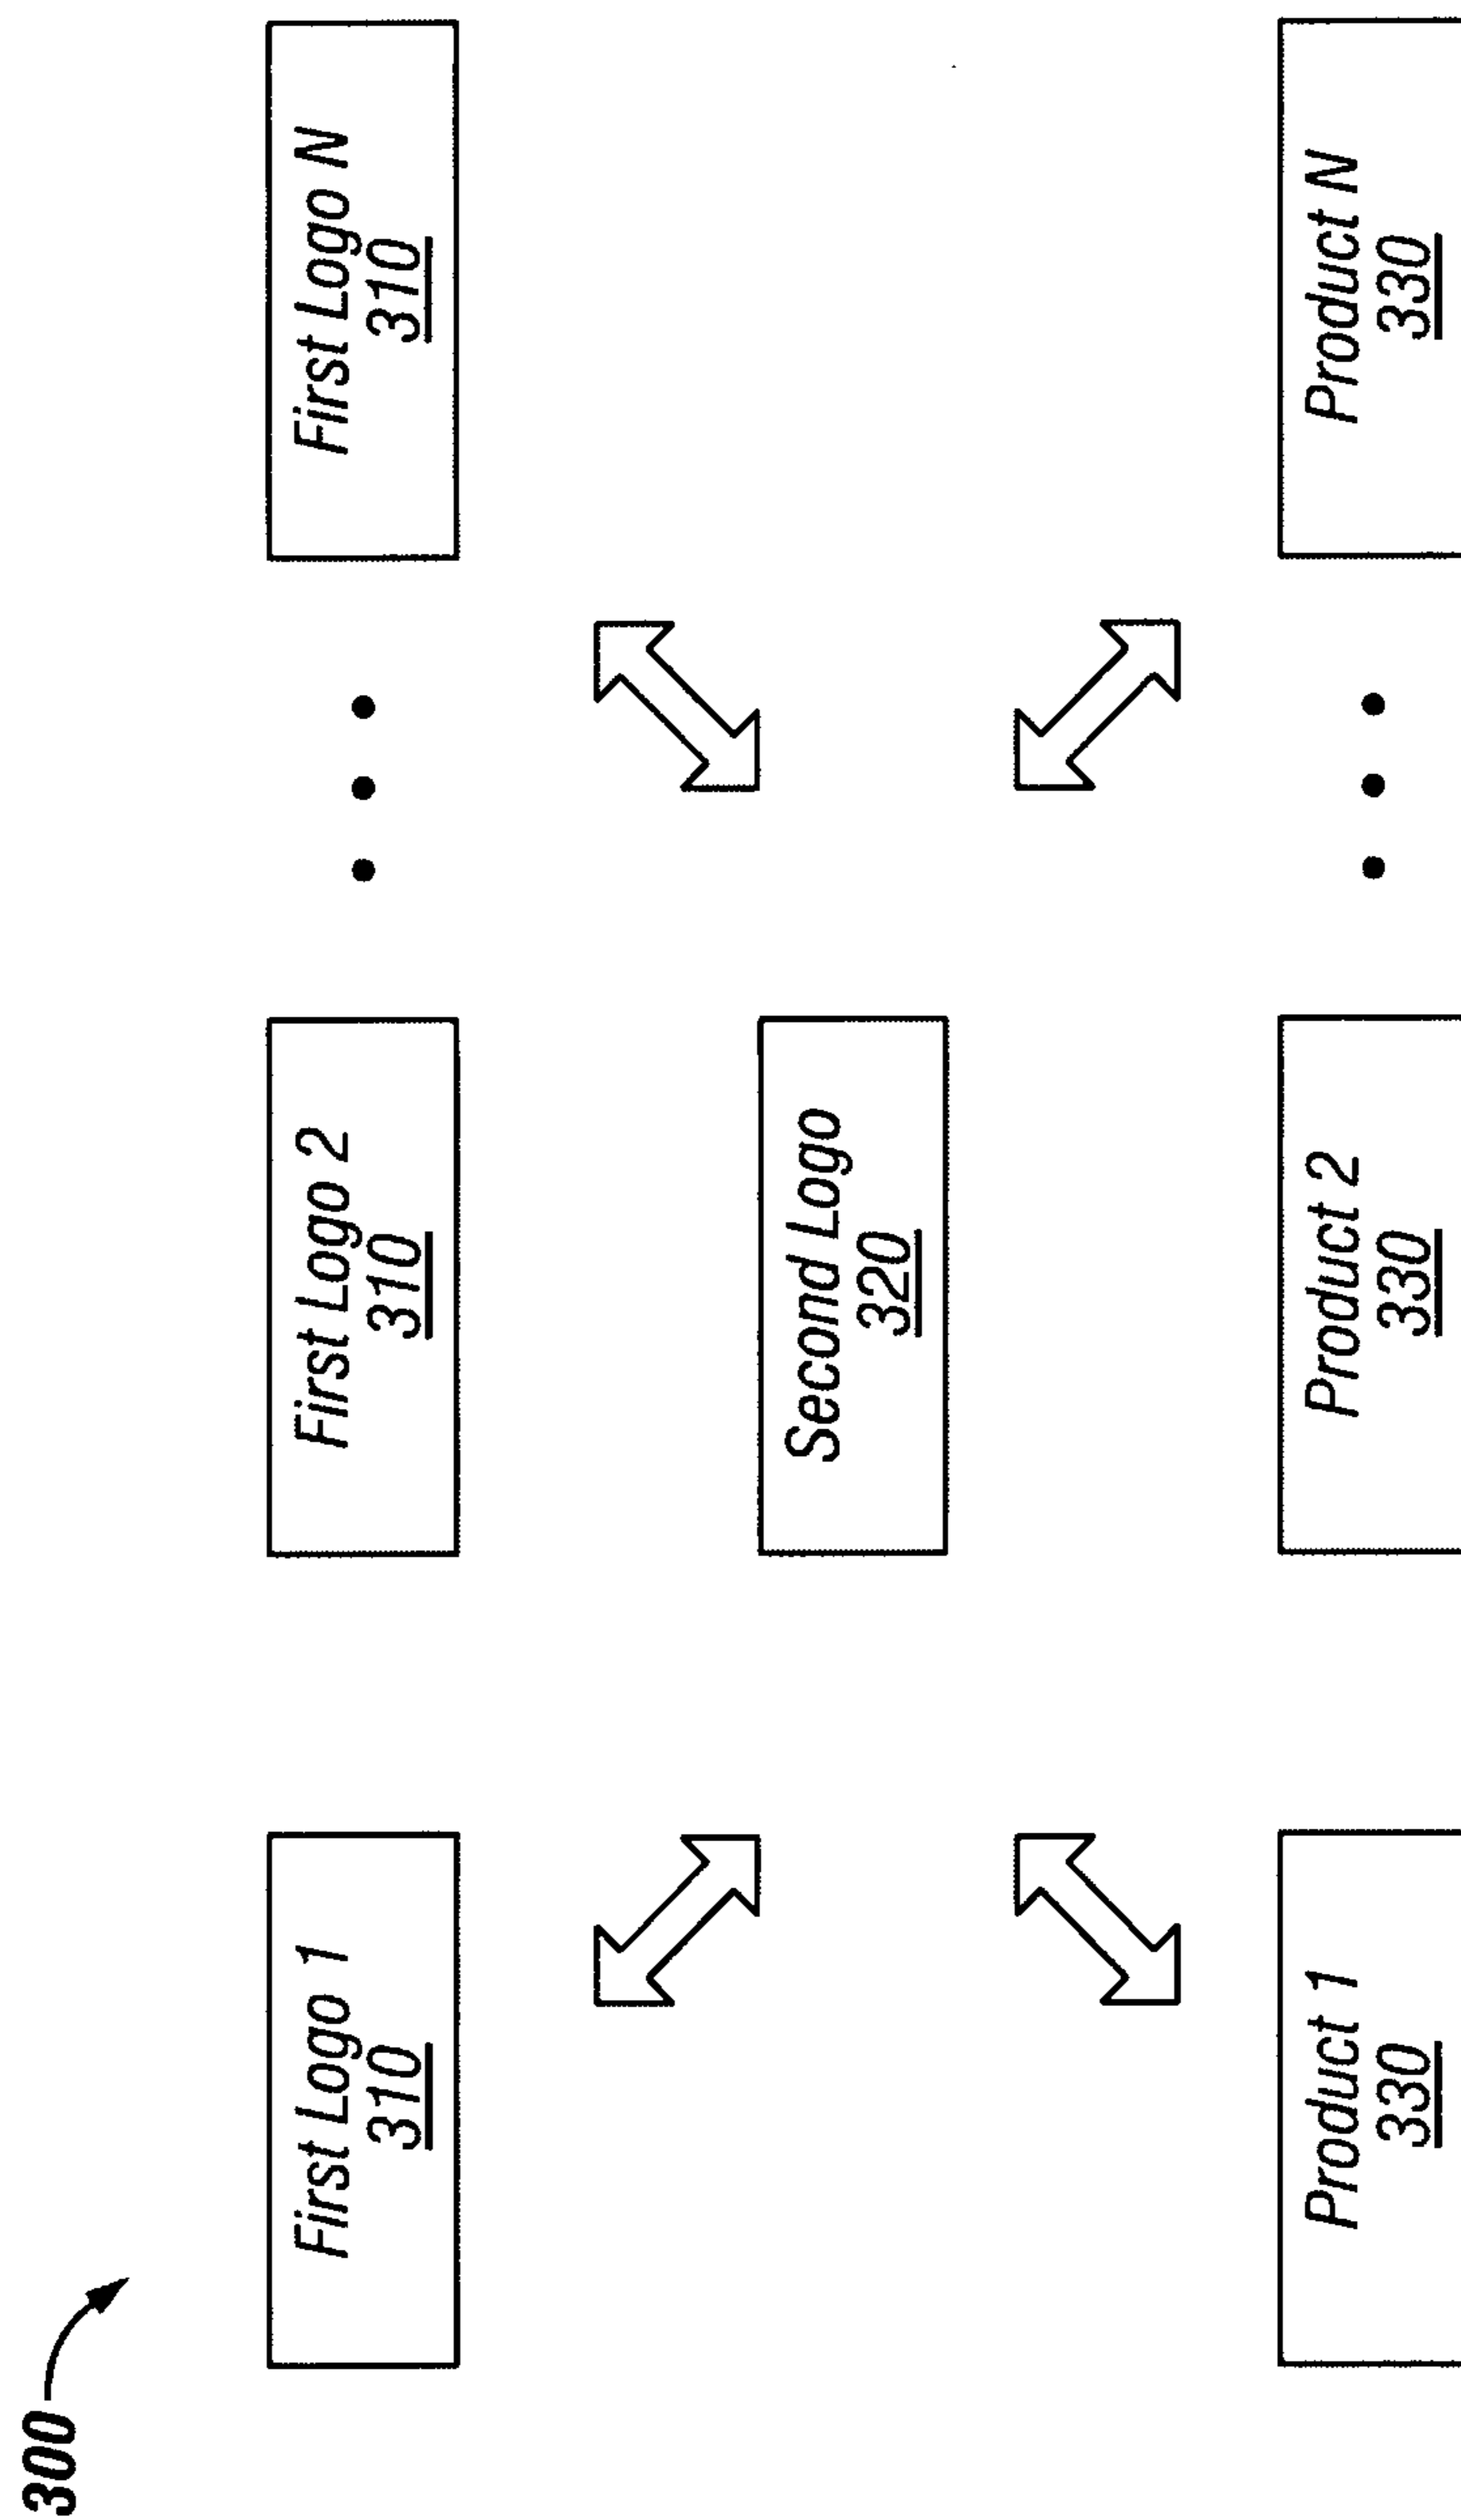 300
First Logo 1
310
First Logo 2
310
First Logo N
310
Second Logo
320
Product 1
330
Product 2
330
Product N
330